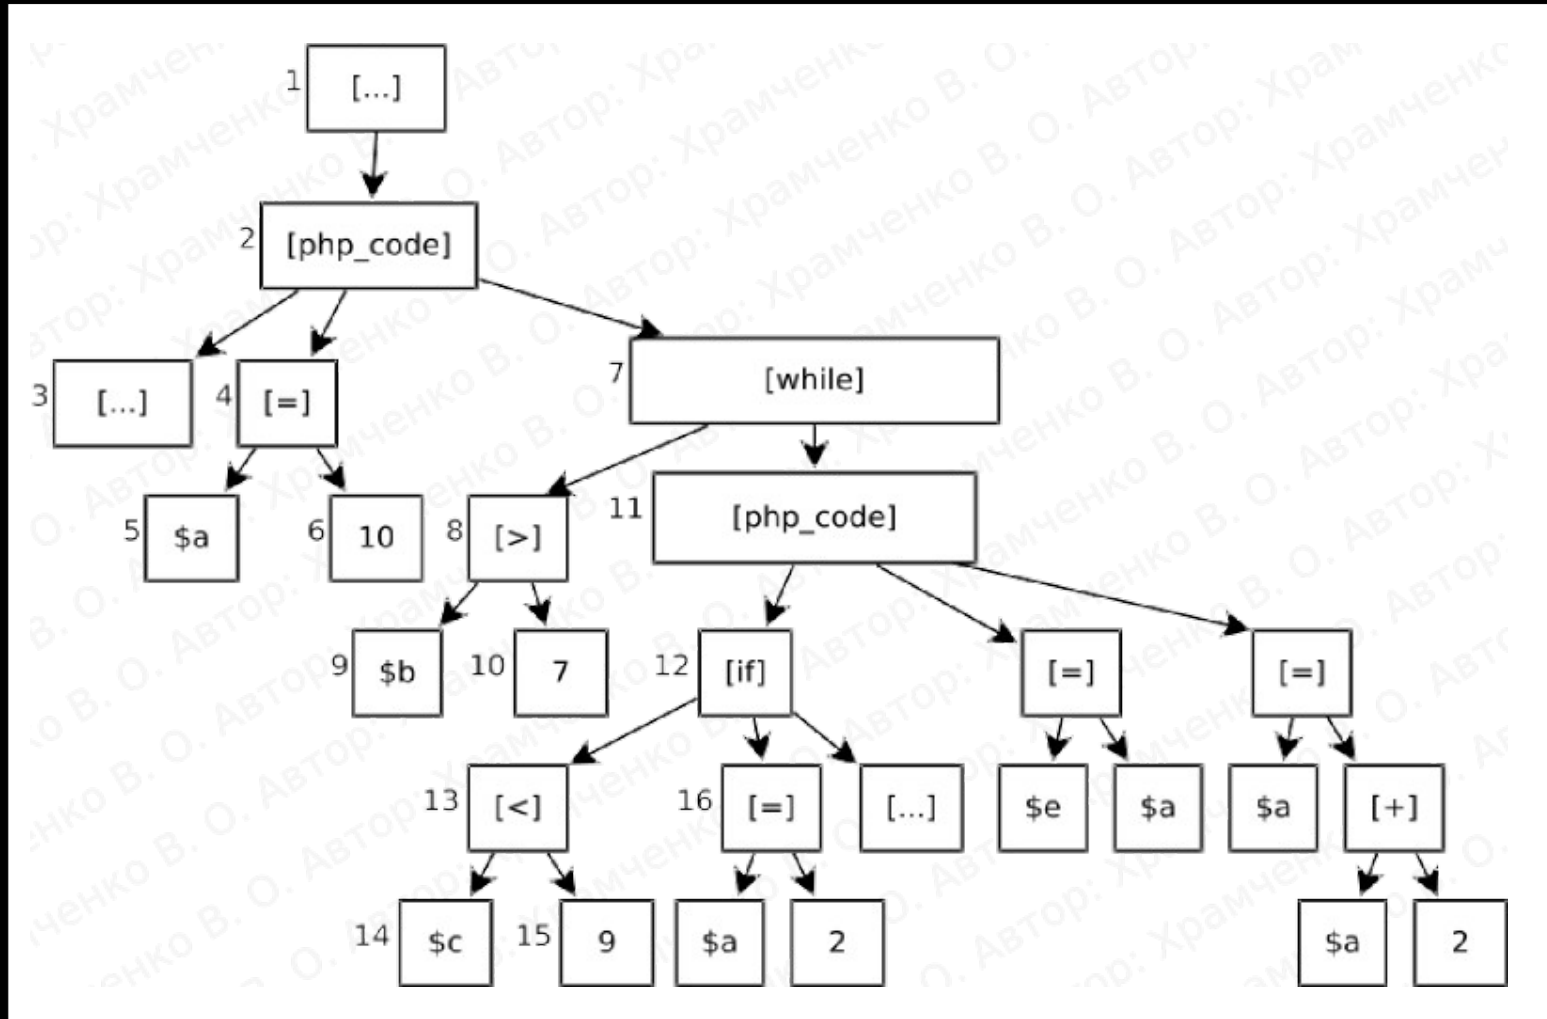 1 [...]
2 [php_code]
7 [while]
3 [...] 4 [=]
11 [php_code]
5 $a 6 10 8 [>]
9 $b 10 7 12 [if] [=] [=]
13 [<] 16 [=] [...] $e $a $a [+]
14 $c 15 9 $a 2 $a 2
Автор: Храмченко В. О.